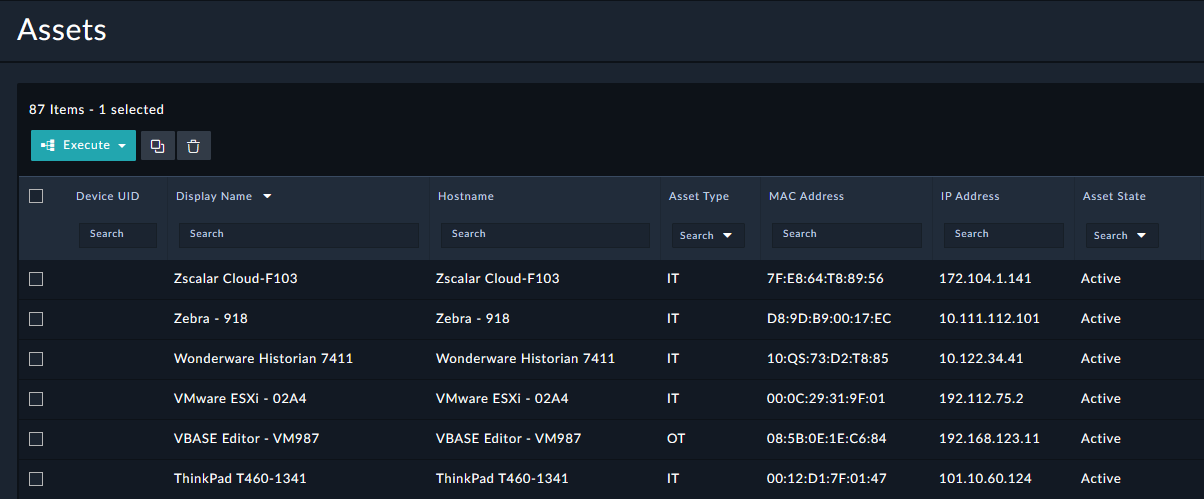 Assets
87 Items - 1 selected
Execute
Device UID Display Name Hostname Asset Type MAC Address IP Address Asset State
Search Search Search Search Search Search Search
Zscalar Cloud-F103 Zscalar Cloud-F103 IT 7F:E8:64:T8:89:56 172.104.1.141 Active
Zebra - 918 Zebra - 918 IT D8:9D:B9:00:17:EC 10.111.112.101 Active
Wonderware Historian 7411 Wonderware Historian 7411 IT 10:QS:73:D2:T8:85 10.122.34.41 Active
VMware ESXi - 02A4 VMware ESXi - 02A4 IT 00:0C:29:31:9F:01 192.112.75.2 Active
VBASE Editor - VM987 VBASE Editor - VM987 OT 08:5B:0E:1E:C6:84 192.168.123.11 Active
ThinkPad T460-1341 ThinkPad T460-1341 IT 00:12:D1:7F:01:47 101.10.60.124 Active